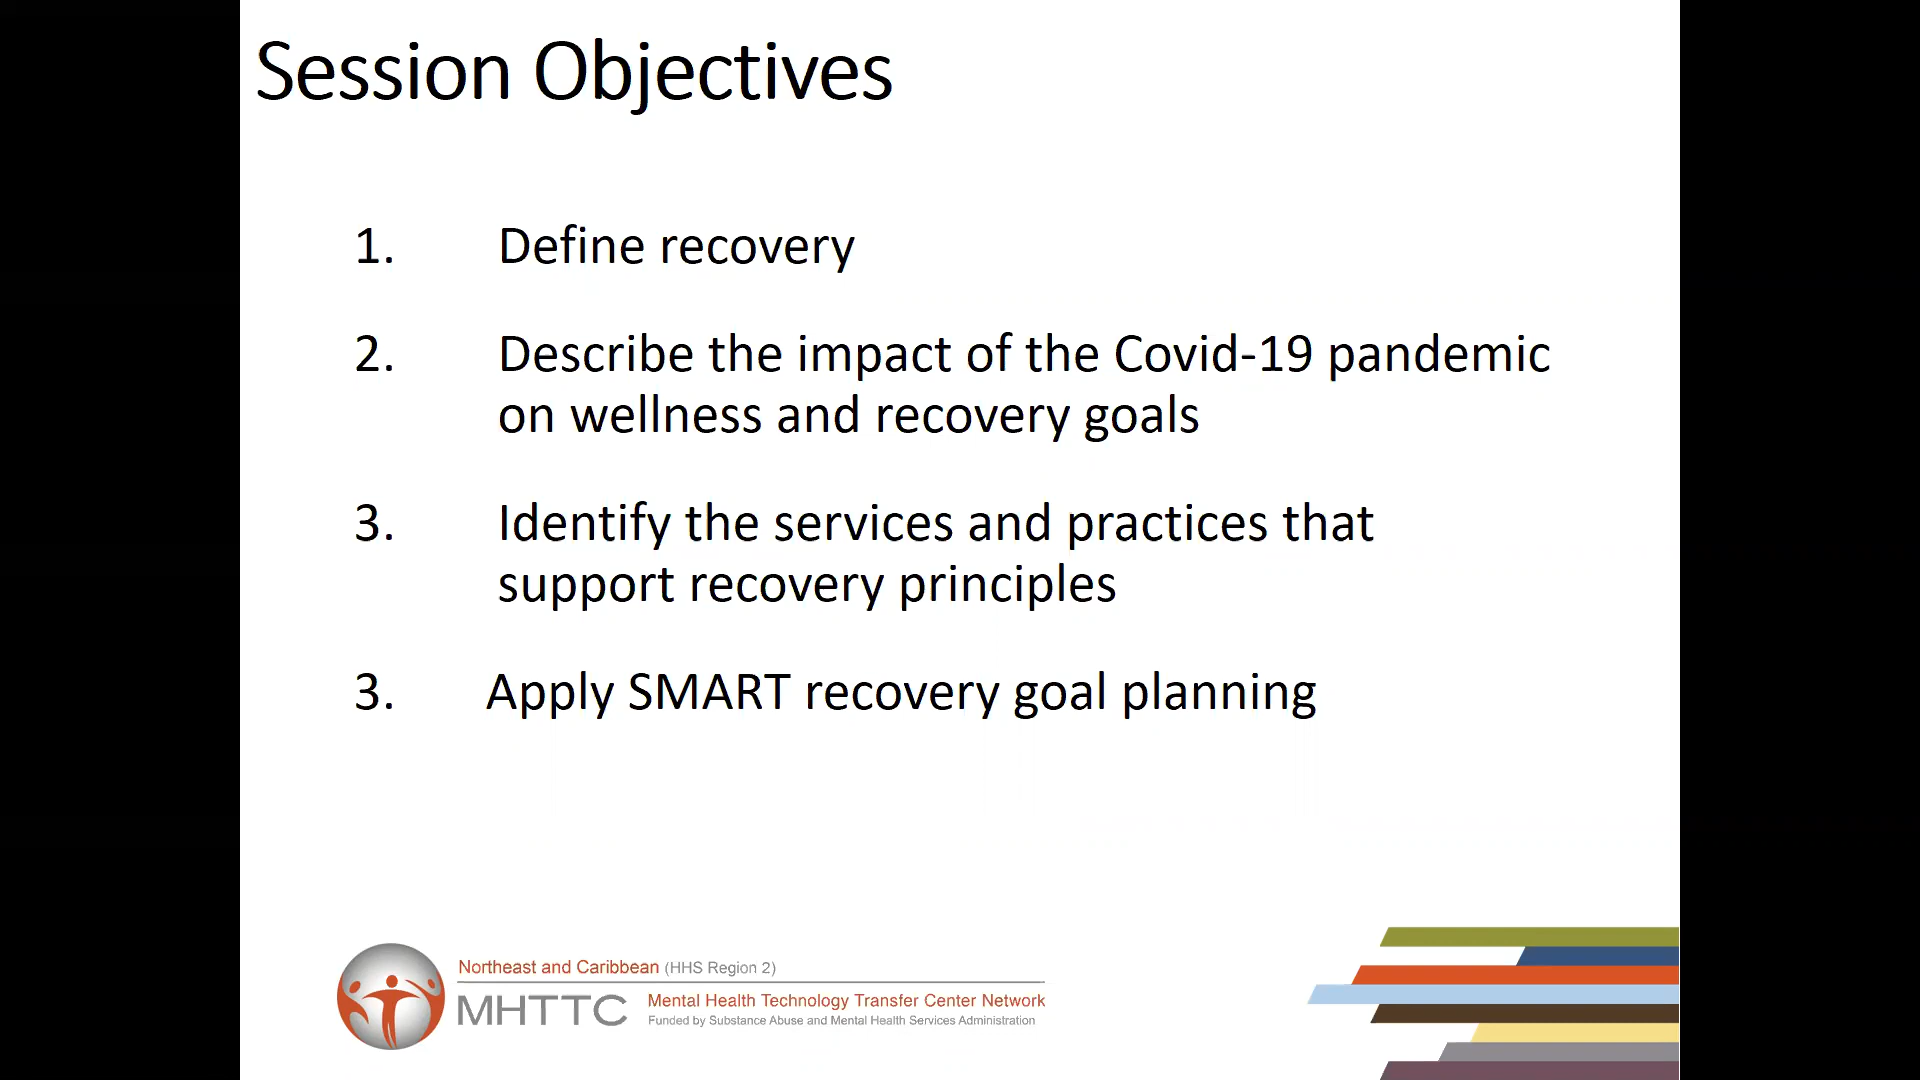 Session Objectives
1. Define recovery
2. Describe the impact of the Covid-19 pandemic
on wellness and recovery goals
3. Identify the services and practices that
support recovery principles
3. Apply SMART recovery goal planning
Northeast and Caribbean (HHS Region 2)
MHTTC Mental Health Technology Transfer Center Network
Funded by Substance Abuse and Mental Health Services Administration